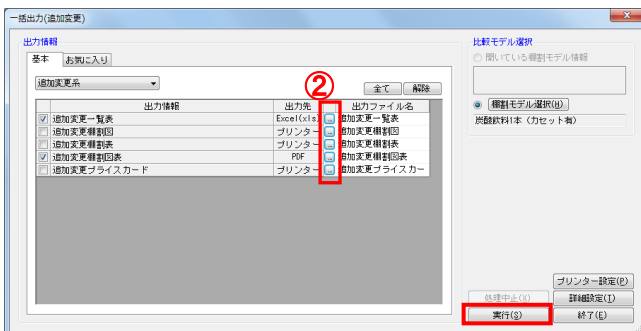 一括出力(追加変更)
出力情報
基本 お気に入り
追加変更系
②
全て 解除
出力情報 出力先 出力ファイル名
追加変更一覧表 Excel(xls) ... 追加変更一覧表
追加変更棚割図 プリンター ... 追加変更棚割図
追加変更棚割表 プリンター ... 追加変更棚割表
追加変更棚割図表 PDF ... 追加変更棚割図表
追加変更プライスカード プリンター ... 追加変更プライスカー
比較モデル選択
開いている棚割モデル情報
棚割モデル選択(H)
炭酸飲料1本（カセット有）
プリンター設定(P)
処理中止(X) 詳細設定(T)
実行(S) 終了(E)